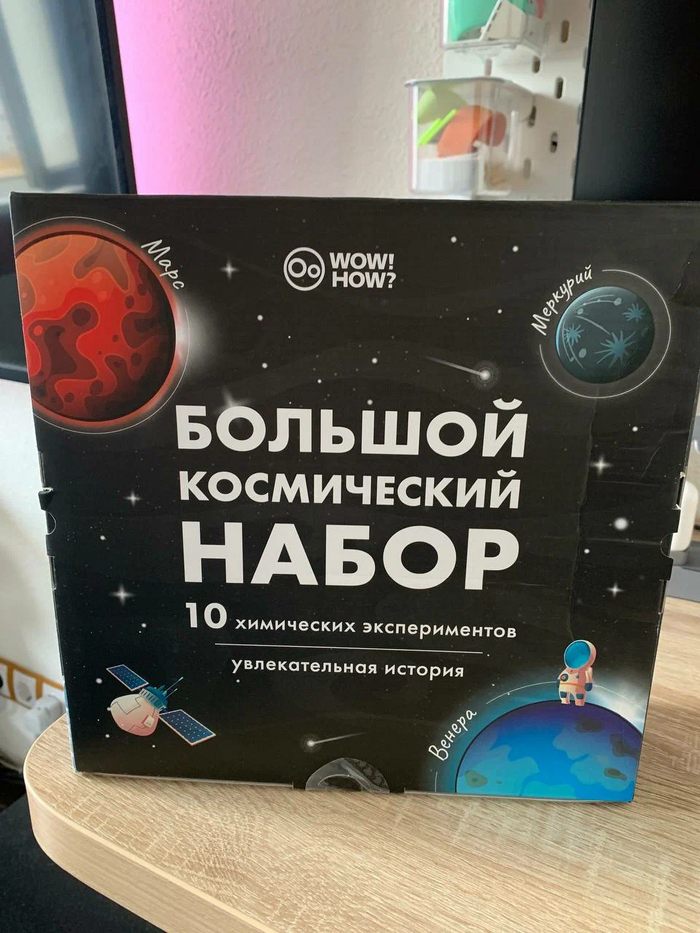 WOW!
HOW?
Марс
Меркурий
БОЛЬШОЙ
КОСМИЧЕСКИЙ
НАБОР
10 химических экспериментов
увлекательная история
Венера